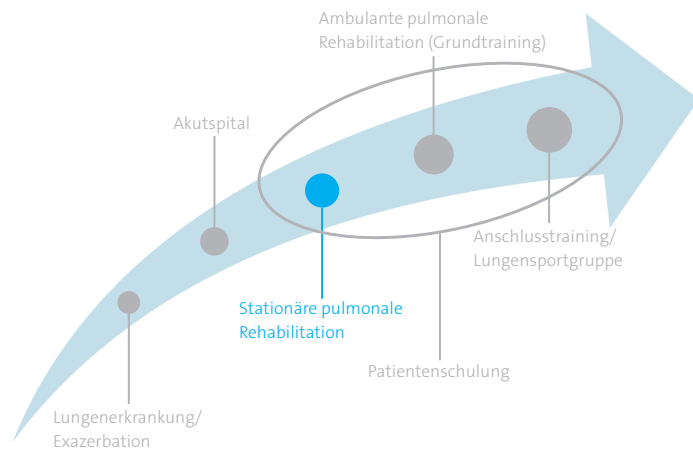 Ambulante pulmonale
Rehabilitation (Grundtraining)
Akutspital
Anschlusstraining/
Lungensportgruppe
Stationäre pulmonale
Rehabilitation
Patientenschulung
Lungenerkrankung/
Exazerbation